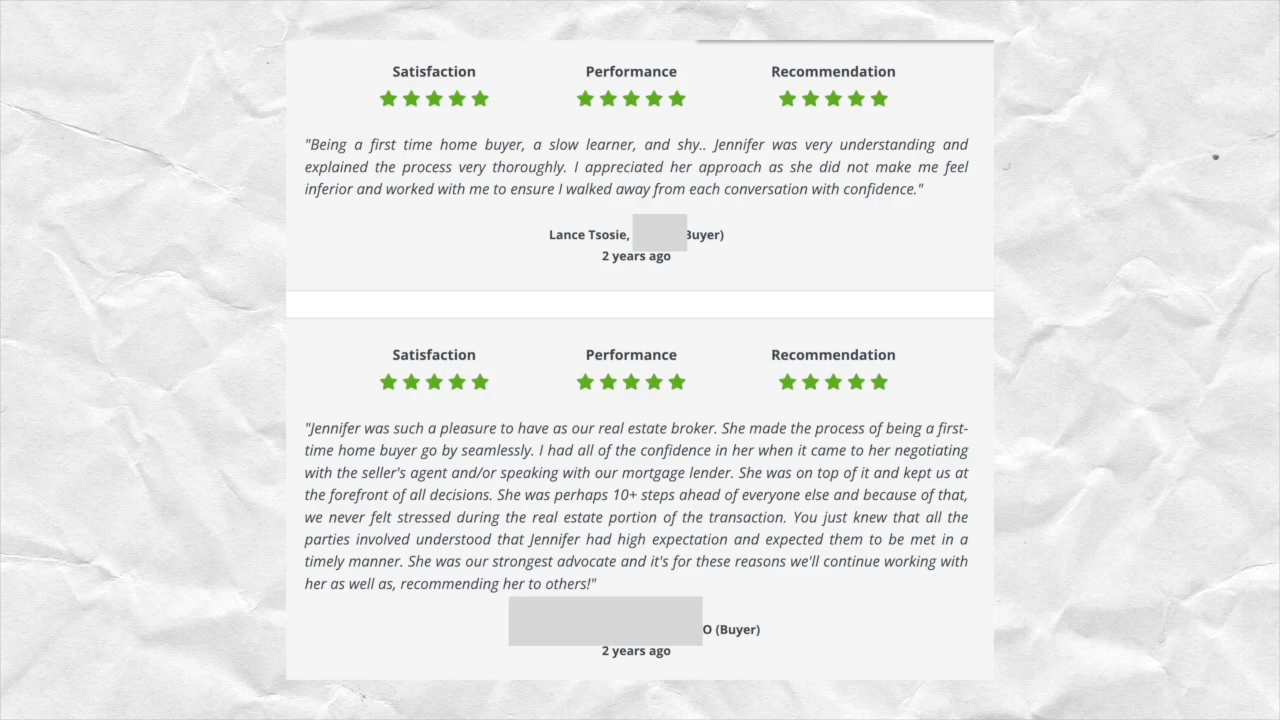 Satisfaction Performance Recommendation
"Being a first time home buyer, a slow learner, and shy.. Jennifer was very understanding and
explained the process very thoroughly. I appreciated her approach as she did not make me feel
inferior and worked with me to ensure I walked away from each conversation with confidence."
Lance Tsosie, Buyer)
2 years ago
Satisfaction Performance Recommendation
"Jennifer was such a pleasure to have as our real estate broker. She made the process of being a first-
time home buyer go by seamlessly. I had all of the confidence in her when it came to her negotiating
with the seller's agent and/or speaking with our mortgage lender. She was on top of it and kept us at
the forefront of all decisions. She was perhaps 10+ steps ahead of everyone else and because of that,
we never felt stressed during the real estate portion of the transaction. You just knew that all the
parties involved understood that Jennifer had high expectation and expected them to be met in a
timely manner. She was our strongest advocate and it's for these reasons we'll continue working with
her as well as, recommending her to others!"
O (Buyer)
2 years ago